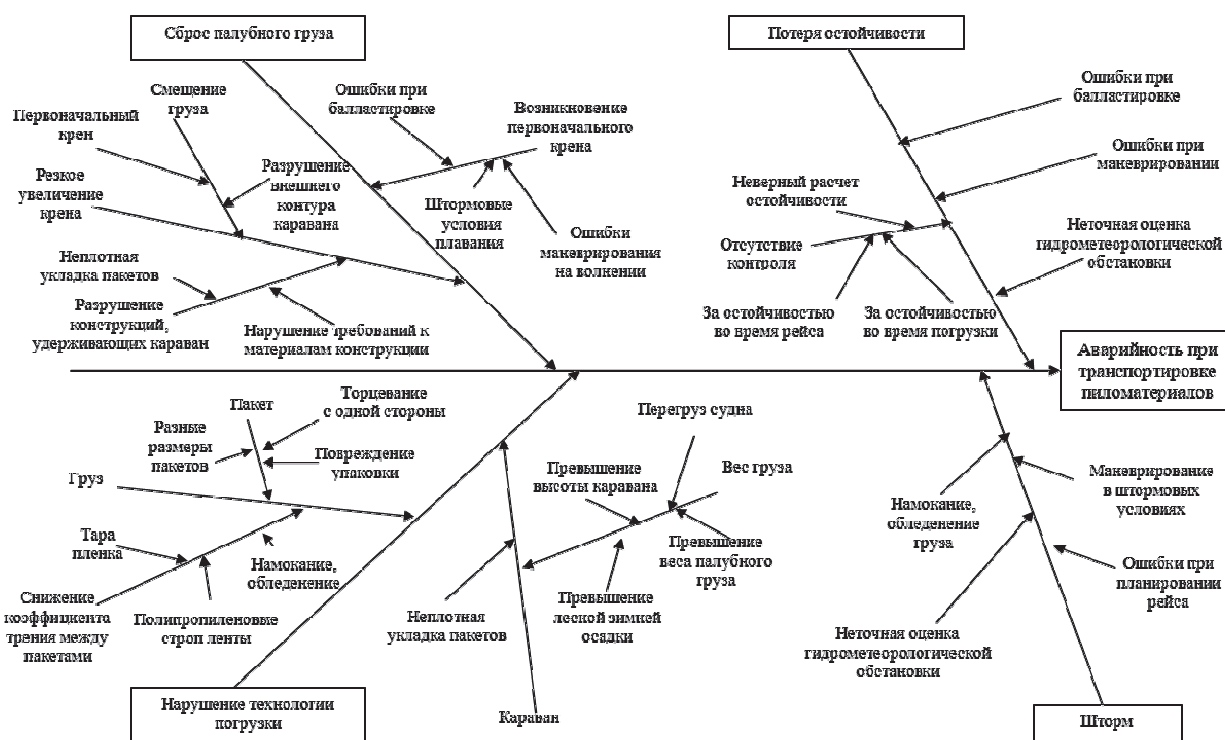 Сброс палубного груза
Потеря остойчивости
Смещение
груза
Ошибки при
балластировке
Возникновение
первоначального
крена
Первоначальный
крен
Разрушение
внешнего
контура
каравана
Резкое
увеличение
крена
Штормовые
условия
плавания
Ошибки
маневрирования
на волнении
Неплотная
укладка пакетов
Разрушение
конструкций,
удерживающих караван
Нарушение требований к
материалам конструкции
Ошибки при
балластировке
Ошибки при
маневрировании
Неверный расчет
остойчивости
Отсутствие
контроля
Неточная оценка
гидрометеорологической
обстановки
За остойчивостью
во время рейса
За остойчивостью
во время погрузки
Аварийность при
транспортировке
пиломатериалов
Пакет
Торцевание
с одной стороны
Разные
размеры
пакетов
Повреждение
упаковки
Груз
Тара
пленка
Намокание,
обледенение
Снижение
коэффициента
трения между
пакетами
Полипропиленовые
строп ленты
Перегруз судна
Превышение
высоты каравана
Вес груза
Превышение
веса палубного
груза
Превышение
лесной зимней
осадки
Неплотная
укладка пакетов
Караван
Намокание,
обледенение
груза
Маневрирование
в штормовых
условиях
Ошибки при
планировании
рейса
Неточная оценка
гидрометеорологической
обстановки
Нарушение технологии
погрузки
Шторм